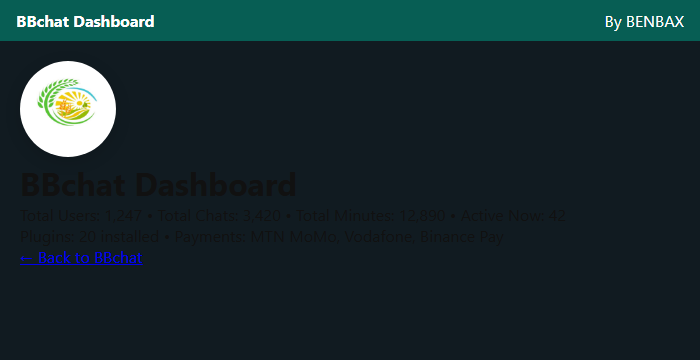 BBchat Dashboard
By BENBAX
BBchat Dashboard
Total Users: 1,247 • Total Chats: 3,420 • Total Minutes: 12,890 • Active Now: 42
Plugins: 20 installed • Payments: MTN MoMo, Vodafone, Binance Pay
← Back to BBchat